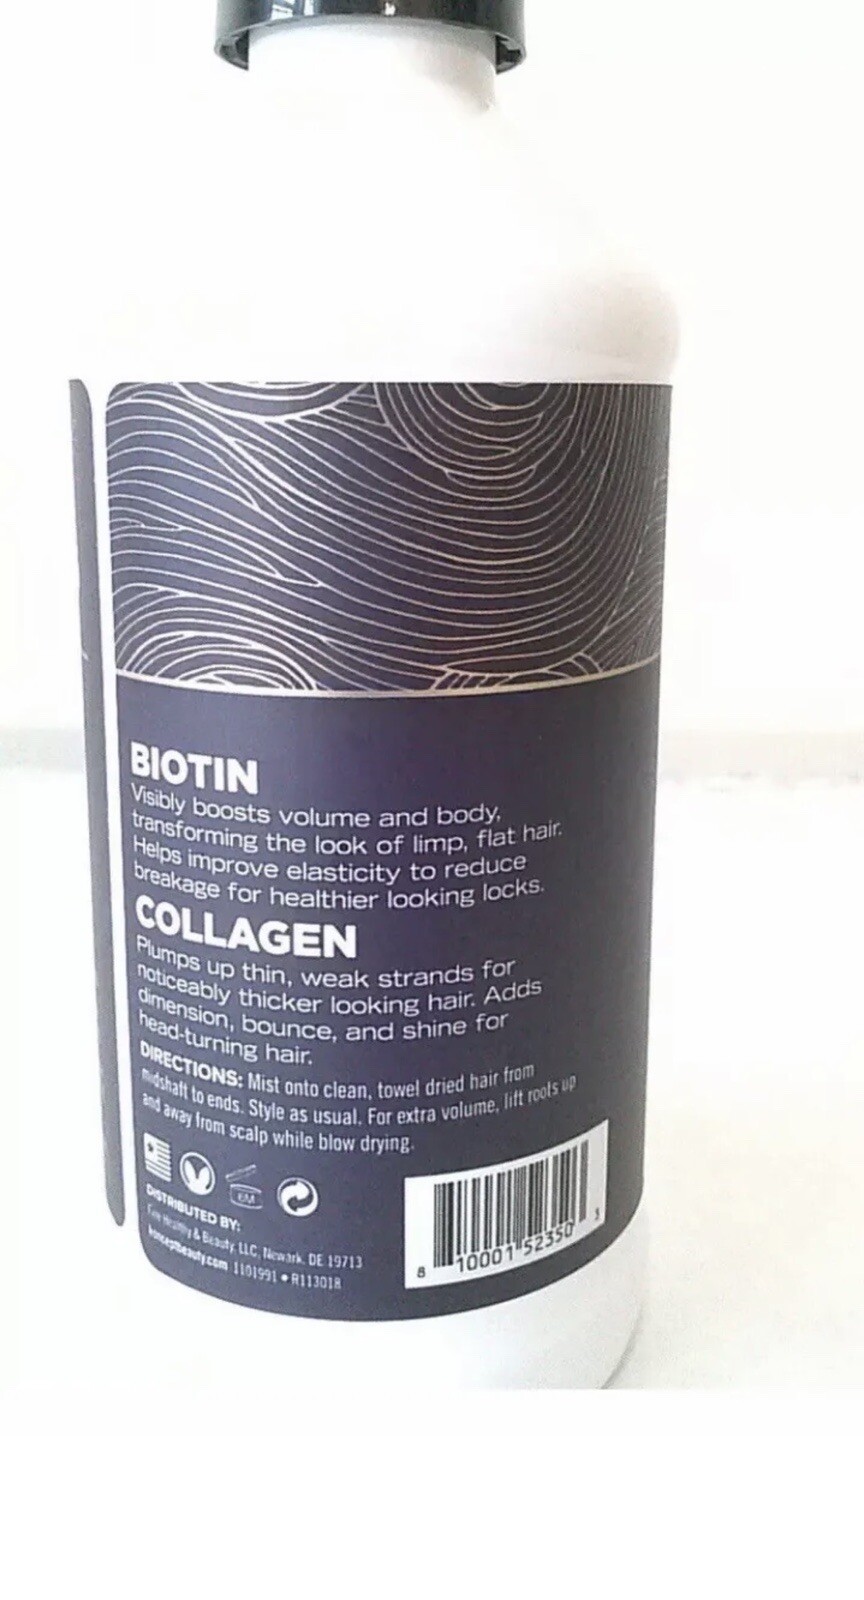 BIOTIN
Visibly boosts volume and body,
transforming the look of limp, flat hair.
Helps improve elasticity to reduce
breakage for healthier looking locks.
COLLAGEN
Plumps up thin, weak strands for
noticeably thicker looking hair. Adds
dimension, bounce, and shine for
head-turning hair.
DIRECTIONS: Mist onto clean, towel dried hair from
midshaft to ends. Style as usual. For extra volume, lift roots up
and away from scalp while blow drying.
6M
DISTRIBUTED BY:
Healthy & Beauty, LLC, Newark, DE 19713
1101991 • R113018
8 10001 52350 3